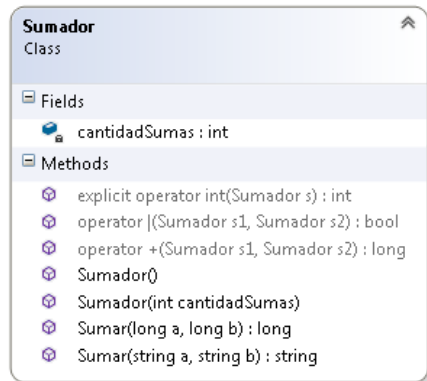 Sumador
Class
Fields
cantidadSumas : int
Methods
explicit operator int(Sumador s) : int
operator |(Sumador s1, Sumador s2) : bool
operator +(Sumador s1, Sumador s2) : long
Sumador()
Sumador(int cantidadSumas)
Sumar(long a, long b) : long
Sumar(string a, string b) : string